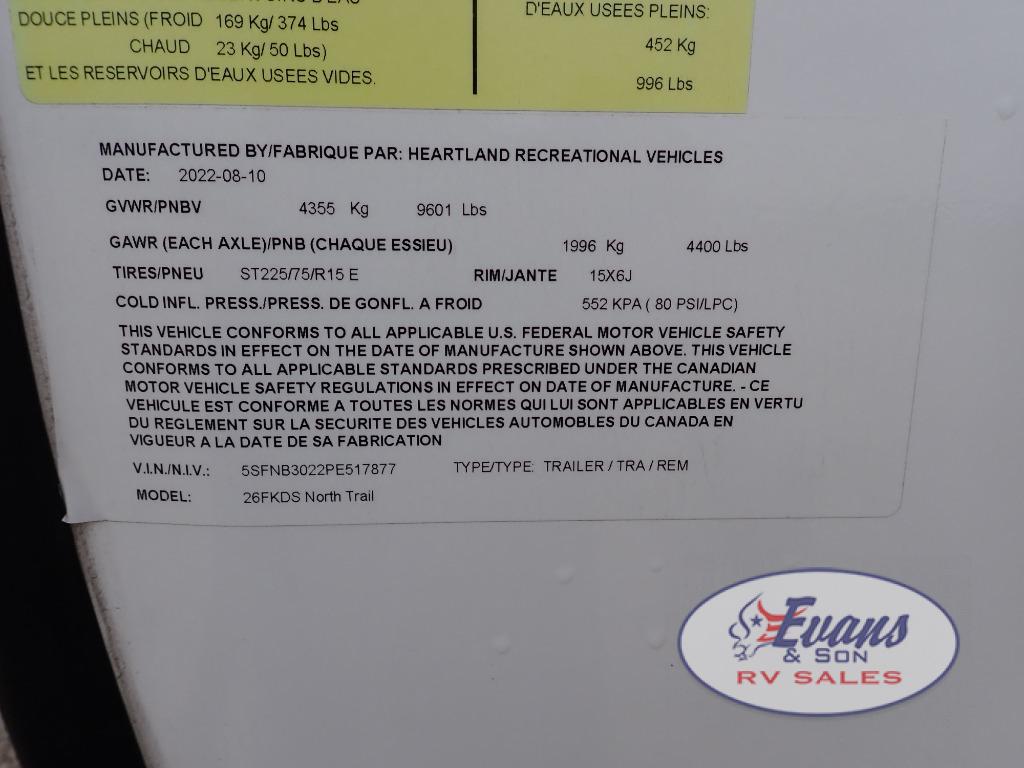 DOUCE PLEINS (FROID 169 Kg/ 374 Lbs
CHAUD 23 Kg/ 50 Lbs)
ET LES RESERVOIRS D'EAUX USEES VIDES.
D'EAUX USEES PLEINS:
452 Kg
996 Lbs
MANUFACTURED BY/FABRIQUE PAR: HEARTLAND RECREATIONAL VEHICLES
DATE: 2022-08-10
GVWR/PNBV 4355 Kg 9601 Lbs
GAWR (EACH AXLE)/PNB (CHAQUE ESSIEU) 1996 Kg 4400 Lbs
TIRES/PNEU ST225/75/R15 E RIM/JANTE 15X6J
COLD INFL. PRESS./PRESS. DE GONFL. A FROID 552 KPA ( 80 PSI/LPC)
THIS VEHICLE CONFORMS TO ALL APPLICABLE U.S. FEDERAL MOTOR VEHICLE SAFETY
STANDARDS IN EFFECT ON THE DATE OF MANUFACTURE SHOWN ABOVE. THIS VEHICLE
CONFORMS TO ALL APPLICABLE STANDARDS PRESCRIBED UNDER THE CANADIAN
MOTOR VEHICLE SAFETY REGULATIONS IN EFFECT ON DATE OF MANUFACTURE. - CE
VEHICULE EST CONFORME A TOUTES LES NORMES QUI LUI SONT APPLICABLES EN VERTU
DU REGLEMENT SUR LA SECURITE DES VEHICLES AUTOMOBILES DU CANADA EN
VIGUEUR A LA DATE DE SA FABRICATION
V.I.N./N.I.V.: 5SFNB3022PE517877 TYPE/TYPE: TRAILER / TRA / REM
MODEL: 26FKDS North Trail
Evans
& SON
RV SALES